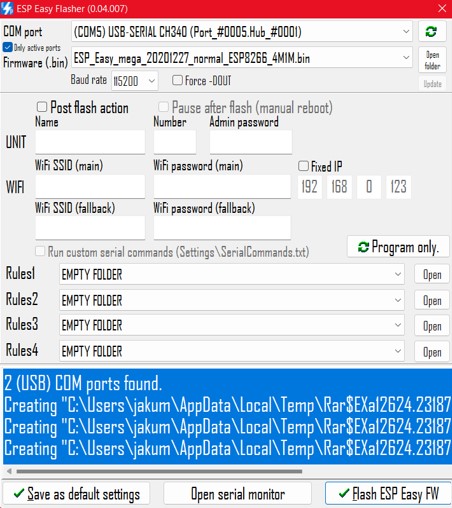 ESP Easy Flasher (0.04.007)
COM port (COM5) USB-SERIAL CH340 (Port_#0005.Hub_#0001)
Only active ports
Firmware (.bin) ESP_Easy_mega_20201227_normal_ESP8266_4M1M.bin Open folder
Baud rate 115200 Force -DOUT Update
Post flash action Pause after flash (manual reboot)
Name Number Admin password
UNIT
WiFi SSID (main) WiFi password (main) Fixed IP
WIFI 192 168 0 123
WiFi SSID (fallback) WiFi password (fallback)
Run custom serial commands (Settings\SerialCommands.txt) Program only.
Rules1 EMPTY FOLDER Open
Rules2 EMPTY FOLDER Open
Rules3 EMPTY FOLDER Open
Rules4 EMPTY FOLDER Open
2 (USB) COM ports found.
Creating "C:\Users\jakum\AppData\Local\Temp\Rar$EXa12624.23187
Creating "C:\Users\jakum\AppData\Local\Temp\Rar$EXa12624.23187
Creating "C:\Users\jakum\AppData\Local\Temp\Rar$EXa12624.23187
Save as default settings Open serial monitor Flash ESP Easy FW